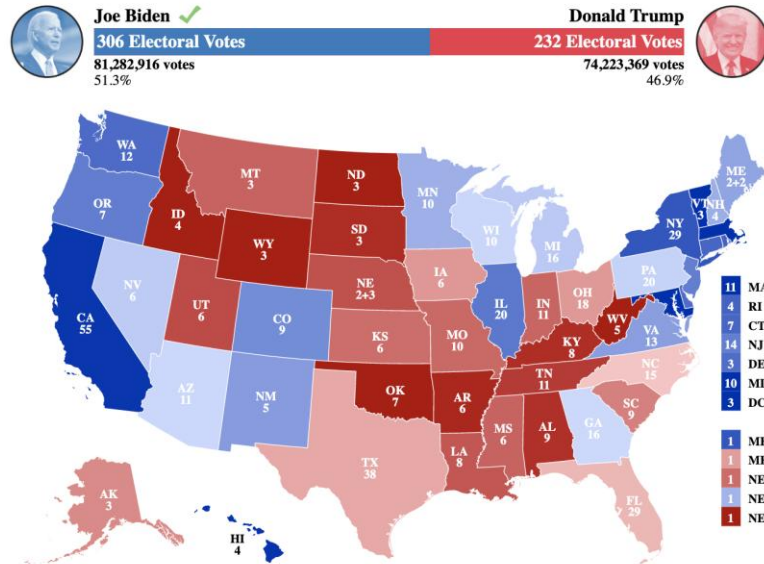 Joe Biden
Donald Trump
306 Electoral Votes
232 Electoral Votes
81,282,916 votes
74,223,369 votes
51.3%
46.9%
WA
12
OR
7
CA
55
NV
6
ID
4
MT
3
WY
3
UT
6
AZ
11
CO
9
NM
5
ND
3
SD
3
NE
2+3
KS
6
OK
7
TX
38
MN
10
IA
6
MO
10
AR
6
LA
8
WI
10
IL
20
MI
16
IN
11
OH
18
KY
8
TN
11
MS
6
AL
9
GA
16
FL
29
SC
9
NC
15
VA
13
WV
5
PA
20
NY
29
VT
3
NH
4
ME
2+2
AK
3
HI
4
11 MA
4 RI
7 CT
14 NJ
3 DE
10 MD
3 DC
1 ME
1 ME
1 NE
1 NE
1 NE